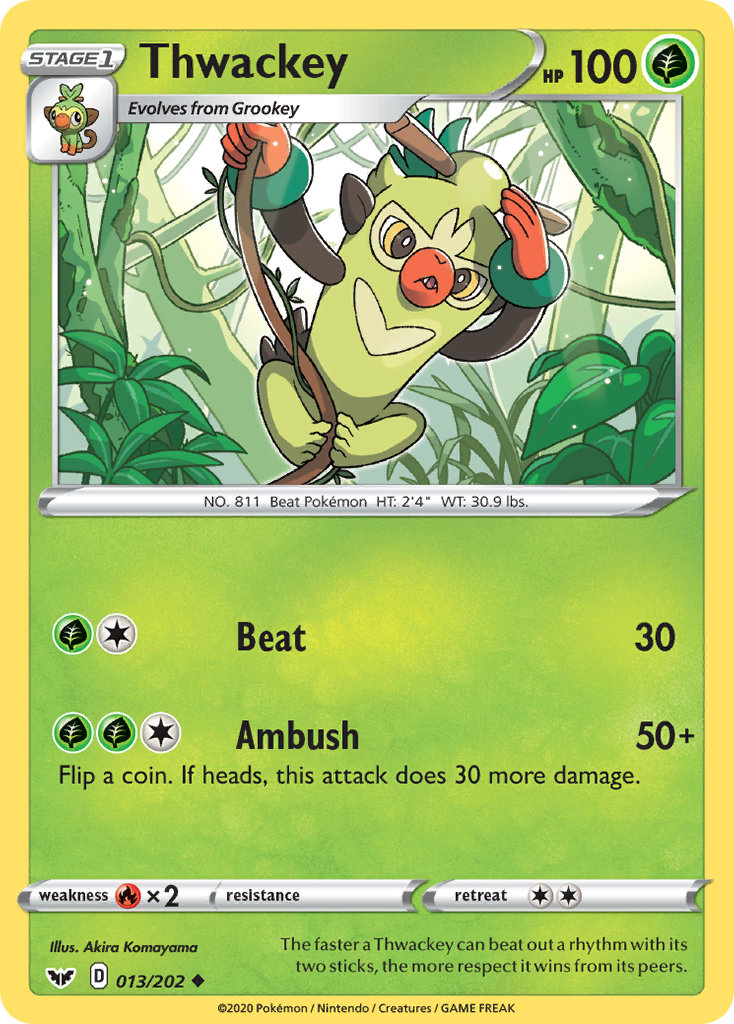 STAGE 1
Thwackey
HP 100
Evolves from Grookey
NO. 811 Beat Pokémon HT: 2'4" WT: 30.9 lbs.
Beat 30
Ambush 50+
Flip a coin. If heads, this attack does 30 more damage.
weakness ×2 resistance retreat
Illus. Akira Komayama
The faster a Thwackey can beat out a rhythm with its
two sticks, the more respect it wins from its peers.
D 013/202
©2020 Pokémon / Nintendo / Creatures / GAME FREAK